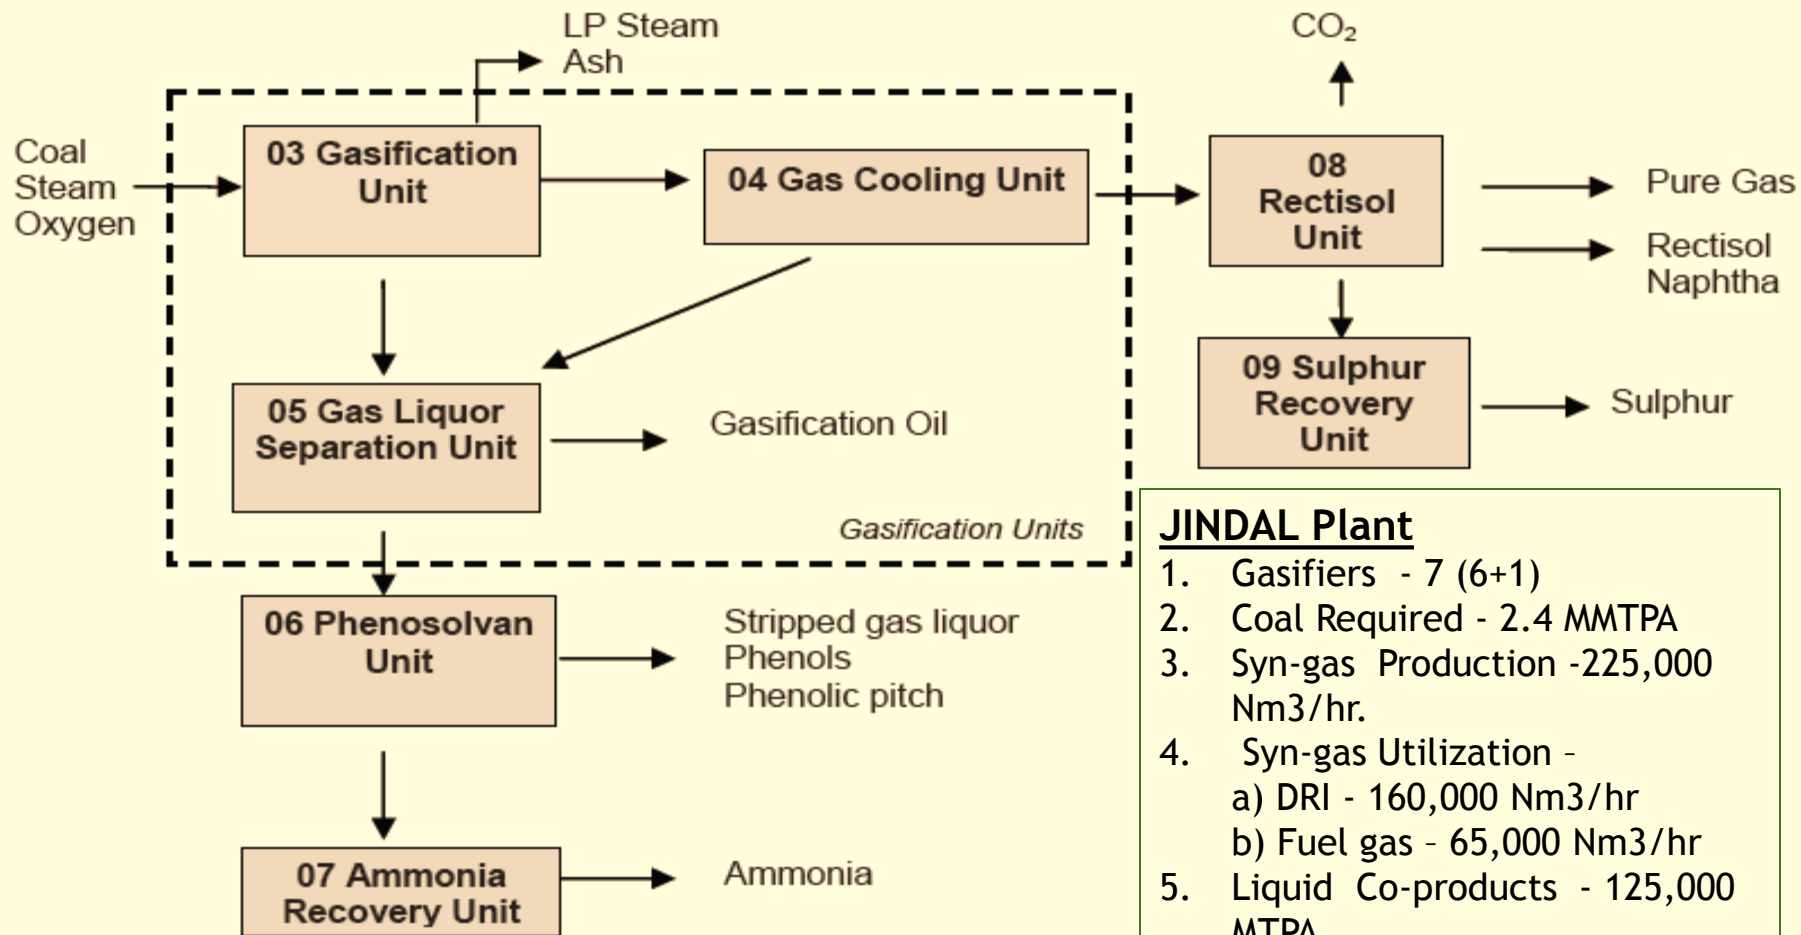 LP Steam
Ash
CO₂
Coal
Steam
Oxygen
03 Gasification
Unit
04 Gas Cooling Unit
08
Rectisol
Unit
Pure Gas
Rectisol
Naphtha
05 Gas Liquor
Separation Unit
Gasification Oil
09 Sulphur
Recovery
Unit
Sulphur
Gasification Units
06 Phenosolvan
Unit
Stripped gas liquor
Phenols
Phenolic pitch
07 Ammonia
Recovery Unit
Ammonia
JINDAL Plant
1. Gasifiers - 7 (6+1)
2. Coal Required - 2.4 MMTPA
3. Syn-gas Production -225,000
Nm3/hr.
4. Syn-gas Utilization –
a) DRI - 160,000 Nm3/hr
b) Fuel gas – 65,000 Nm3/hr
5. Liquid Co-products - 125,000
MTPA